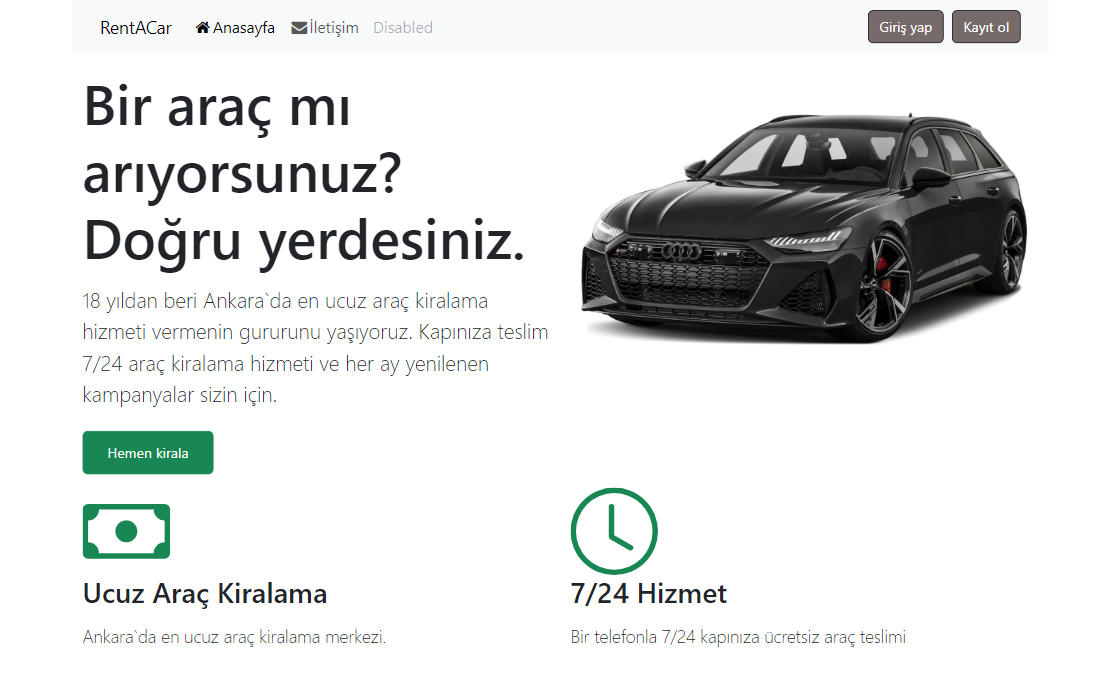 RentACar Anasayfa İletişim Disabled Giriş yap Kayıt ol
Bir araç mı
arıyorsunuz?
Doğru yerdesiniz.
18 yıldan beri Ankara`da en ucuz araç kiralama
hizmeti vermenin gururunu yaşıyoruz. Kapınıza teslim
7/24 araç kiralama hizmeti ve her ay yenilenen
kampanyalar sizin için.
Hemen kirala
Ucuz Araç Kiralama
Ankara`da en ucuz araç kiralama merkezi.
7/24 Hizmet
Bir telefonla 7/24 kapınıza ücretsiz araç teslimi